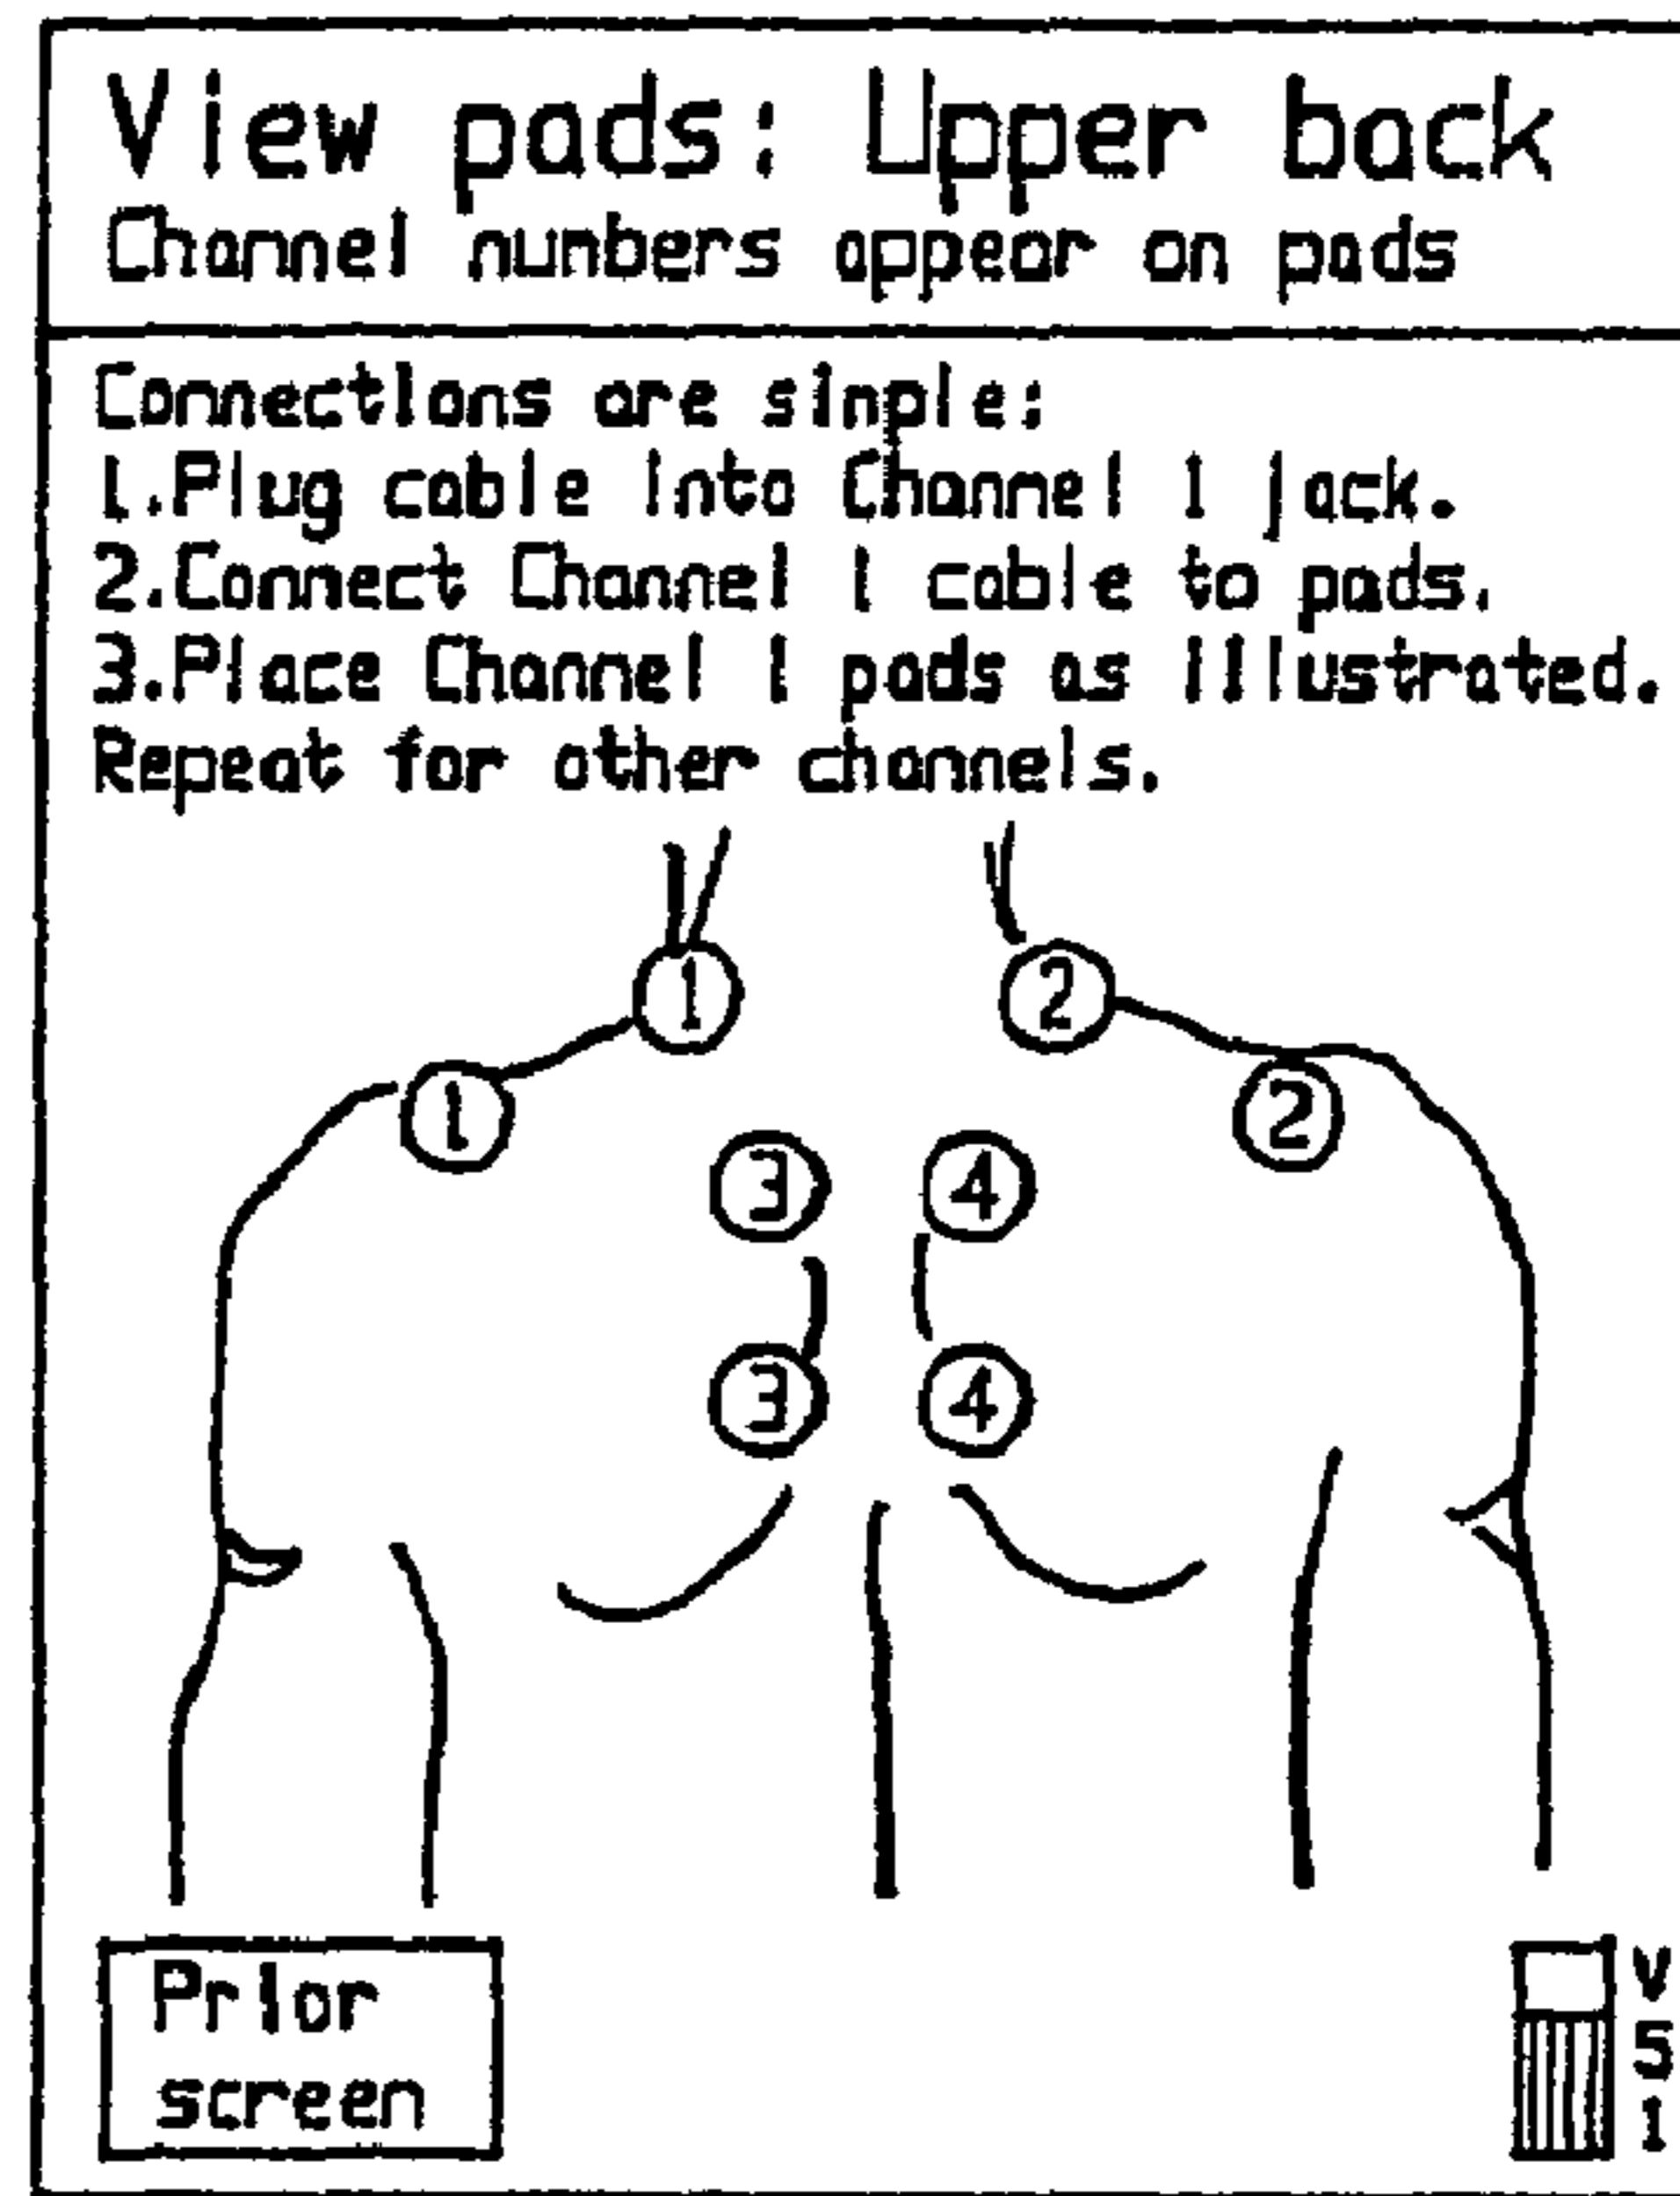 View pads: Upper back
Channel numbers appear on pads
Connections are simple:
1.Plug cable into Channel 1 jack.
2.Connect Channel 1 cable to pads.
3.Place Channel 1 pads as illustrated.
Repeat for other channels.
1 2
1 2
3 4
3 4
Prior
screen
V
5
1